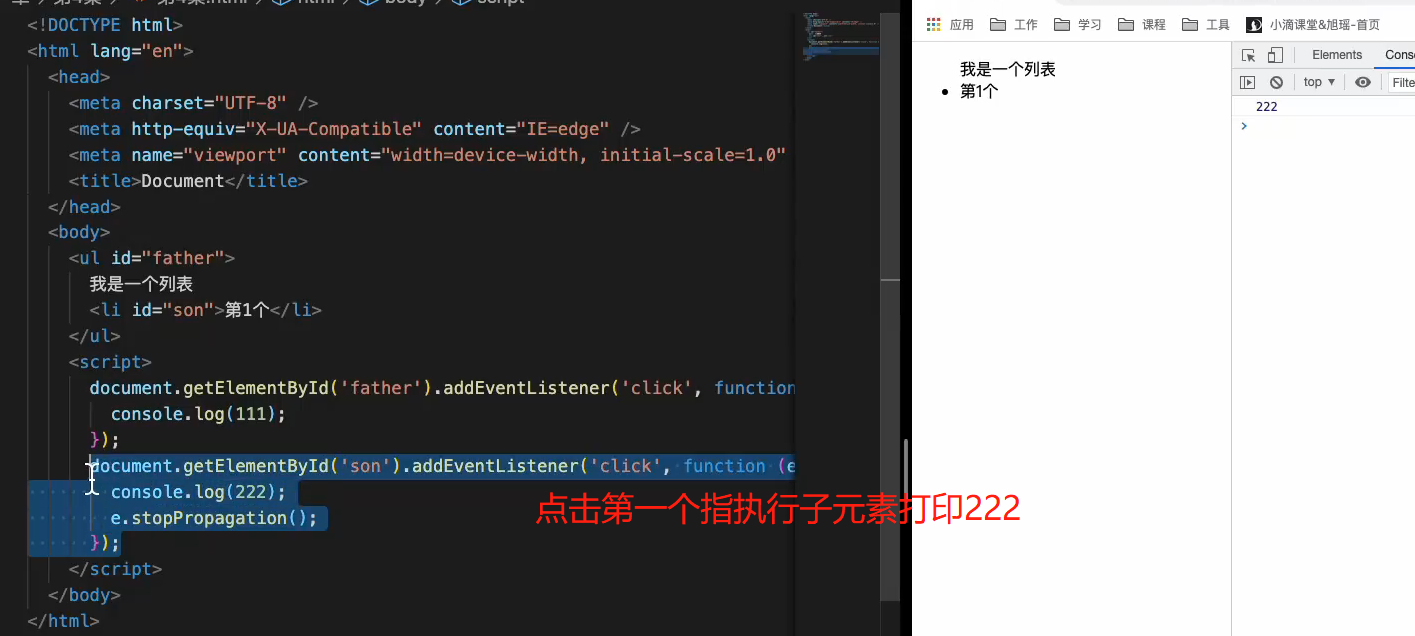 <!DOCTYPE html>
<html lang="en">
<head>
<meta charset="UTF-8" />
<meta http-equiv="X-UA-Compatible" content="IE=edge" />
<meta name="viewport" content="width=device-width, initial-scale=1.0"
<title>Document</title>
</head>
<body>
<ul id="father">
我是一个列表
<li id="son">第1个</li>
</ul>
<script>
document.getElementById('father').addEventListener('click', function
console.log(111);
});
document.getElementById('son').addEventListener('click', function (e
console.log(222);
e.stopPropagation();
});
</script>
</body>
</html>
点击第一个指执行子元素打印222
应用 工作 学习 课程 工具 小滴课堂&旭瑶-首页
我是一个列表
第1个
Elements Conso
top Filte
222